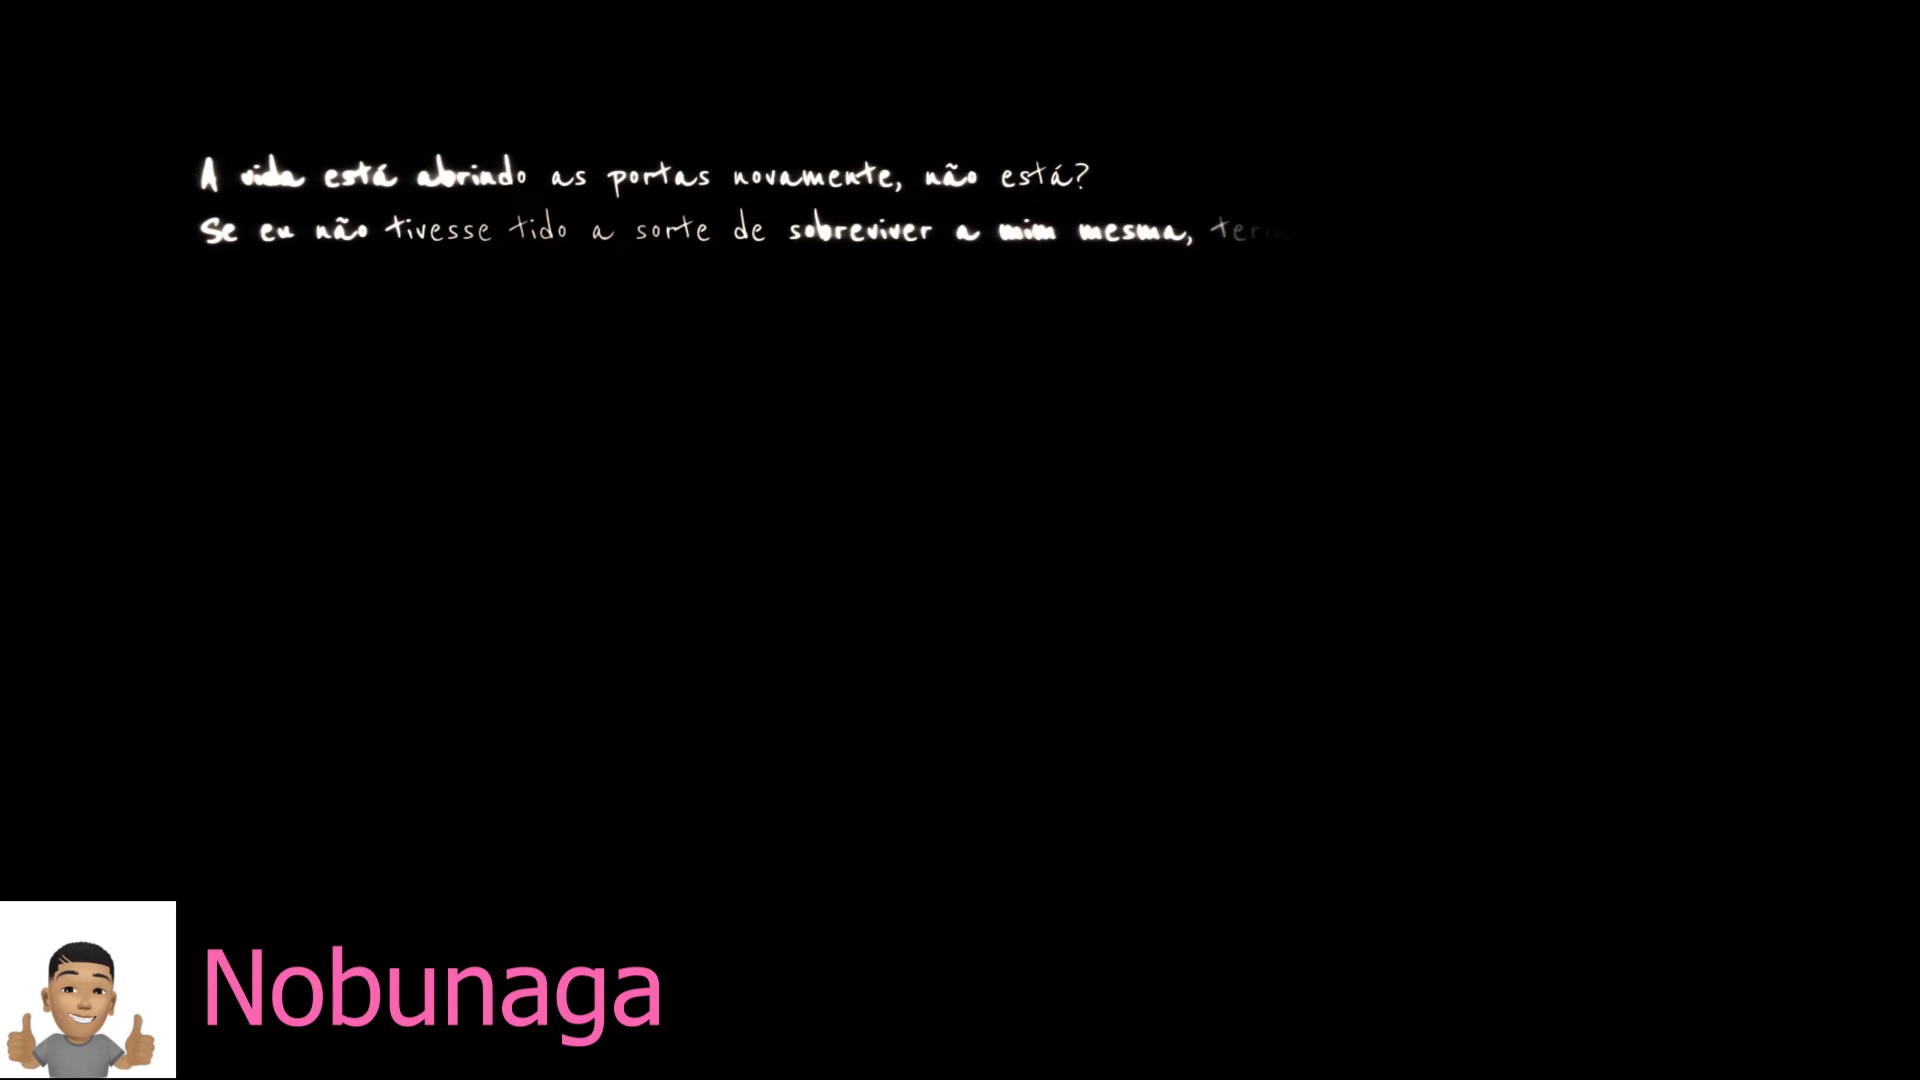 A vida está abrindo as portas novamente, não está?
Se eu não tivesse tido a sorte de sobreviver a mim mesma,
Nobunaga